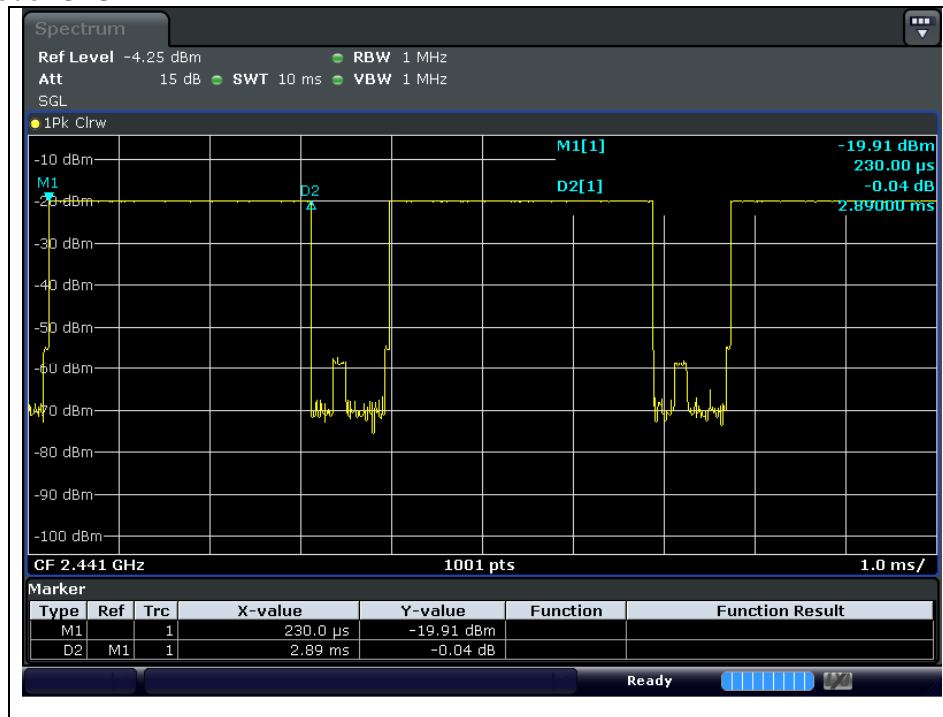 Spectrum
Ref Level -4.25 dBm RBW 1 MHz
Att 15 dB SWT 10 ms VBW 1 MHz
SGL
1Pk Clrw
M1[1] -19.91 dBm
230.00 µs
D2[1] -0.04 dB
2.89000 ms
-10 dBm
M1
D2
-20 dBm
-30 dBm
-40 dBm
-50 dBm
-60 dBm
-70 dBm
-80 dBm
-90 dBm
-100 dBm
CF 2.441 GHz 1001 pts 1.0 ms/
Marker
Type Ref Trc X-value Y-value Function Function Result
M1 1 230.0 µs -19.91 dBm
D2 M1 1 2.89 ms -0.04 dB
Ready